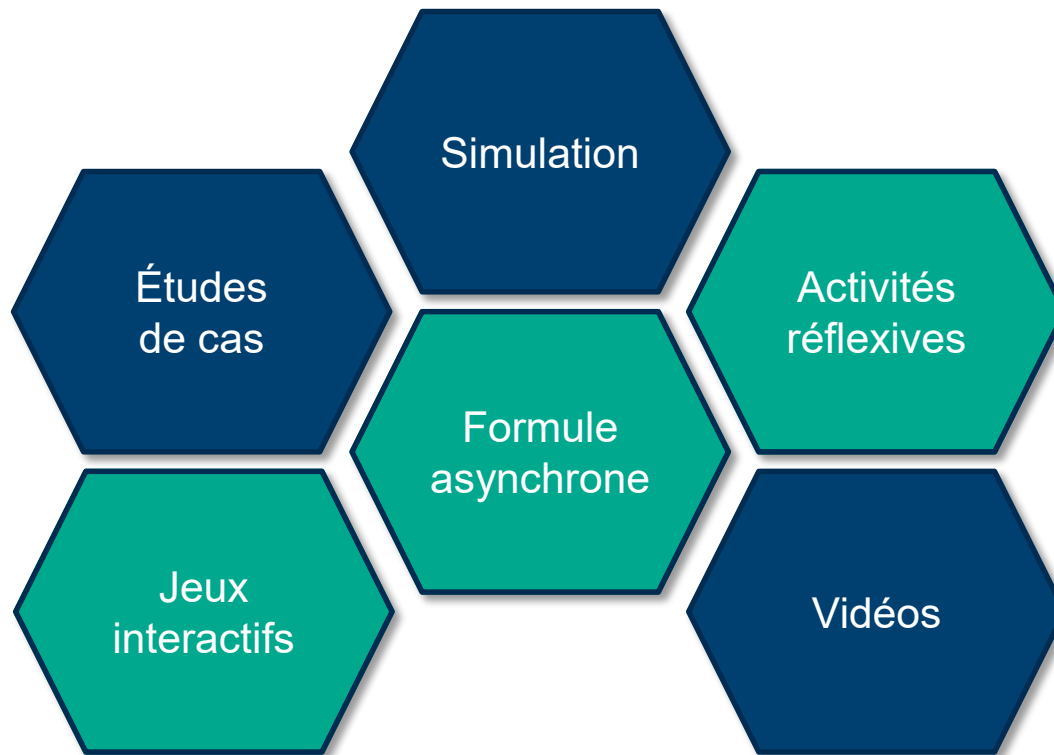 Simulation
Études
de cas
Activités
réflexives
Formule
asynchrone
Jeux
interactifs
Vidéos